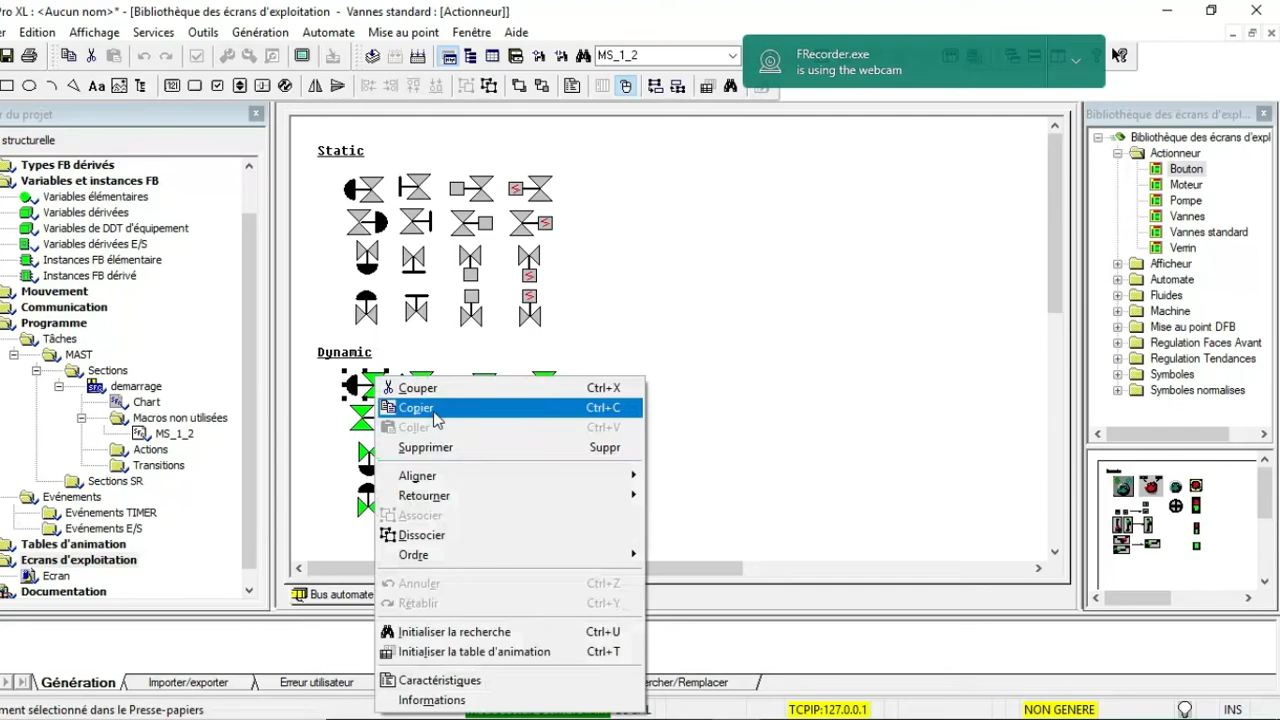 Pro XL : <Aucun nom>* - [Bibliothèque des écrans d'exploitation - Vannes standard : [Actionneur]]
Edition Affichage Services Outils Génération Automate Mise au point Fenêtre Aide
MS_1_2
FRecorder.exe
is using the webcam
Aa
du projet
structurelle
Types FB dérivés
Variables et instances FB
Variables élémentaires
Variables dérivées
Variables de DDT d'équipement
Variables dérivées E/S
Instances FB élémentaire
Instances FB dérivé
Mouvement
Communication
Programme
Tâches
MAST
Sections
demarrage
Chart
Macros non utilisées
MS_1_2
Actions
Transitions
Sections SR
Evénements
Evénements TIMER
Evénements E/S
Tables d'animation
Ecrans d'exploitation
Ecran
Documentation
Static
Dynamic
Bus automate
Couper Ctrl+X
Copier Ctrl+C
Coller Ctrl+V
Supprimer Suppr
Aligner
Retourner
Associer
Dissocier
Ordre
Annuler Ctrl+Z
Rétablir Ctrl+Y
Initialiser la recherche Ctrl+U
Initialiser la table d'animation Ctrl+T
Caractéristiques
Informations
Bibliothèque des écrans d'expl...
Bibliothèque des écrans d'expl
Actionneur
Bouton
Moteur
Pompe
Vannes
Vannes standard
Verrin
Afficheur
Automate
Fluides
Machine
Mise au point DFB
Regulation Faces Avant
Regulation Tendances
Symboles
Symboles normalises
Génération Importer/exporter Erreur utilisateur rcher/Remplacer
ment sélectionné dans le Presse-papiers TCPIP:127.0.0.1 NON GENERE INS